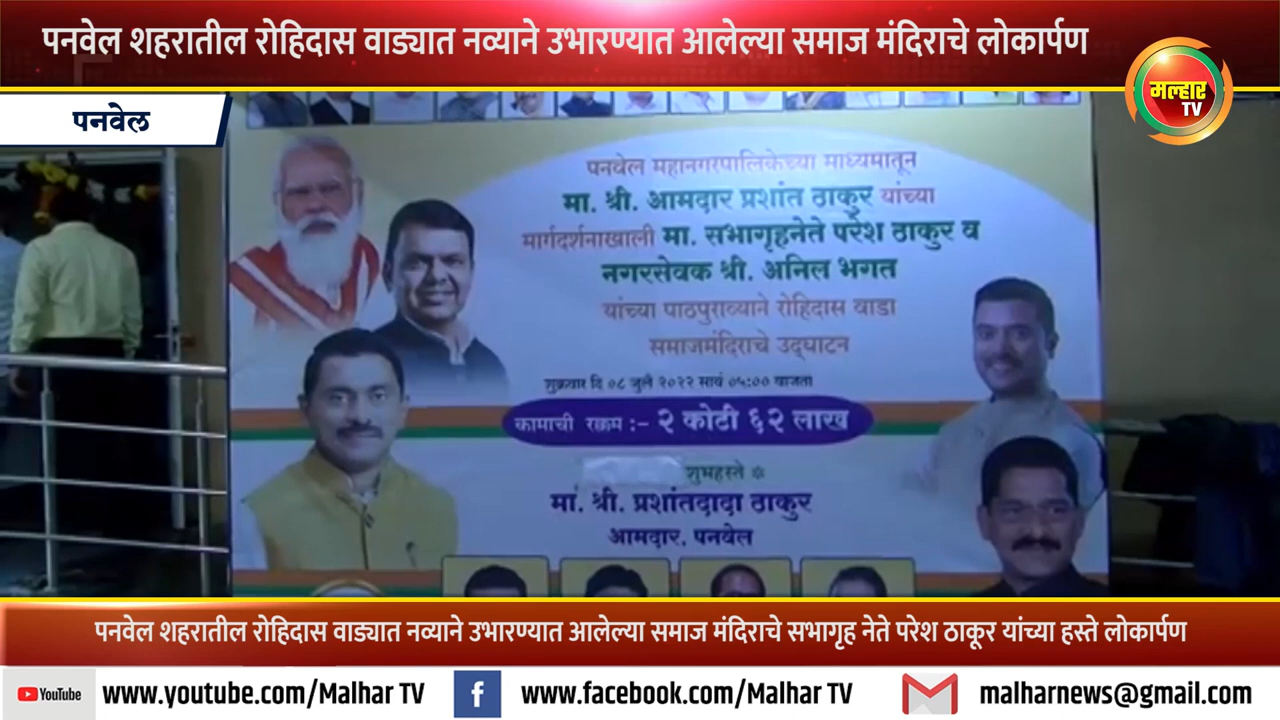 पनवेल शहरातील रोहिदास वाड्यात नव्याने उभारण्यात आलेल्या समाज मंदिराचे लोकार्पण
मल्हार
TV
पनवेल
पनवेल महानगरपालिकेच्या माध्यमातून
मा. श्री. आमदार प्रशांत ठाकुर यांच्या
मार्गदर्शनाखाली मा. सभागृहनेते परेश ठाकुर व
नगरसेवक श्री. अनिल भगत
यांच्या पाठपुराव्याने रोहिदास वाडा
समाजमंदिराचे उद्‌घाटन
शुक्रवार दि ०८ जुलै २०२२ सायं ०५:०० वाजता
कामाची रक्कम :- २ कोटी ६२ लाख
शुभहस्ते
मा. श्री. प्रशांतदादा ठाकुर
आमदार, पनवेल
पनवेल शहरातील रोहिदास वाड्यात नव्याने उभारण्यात आलेल्या समाज मंदिराचे सभागृह नेते परेश ठाकूर यांच्या हस्ते लोकार्पण
YouTube www.youtube.com/Malhar TV f www.facebook.com/Malhar TV malharnews@gmail.com